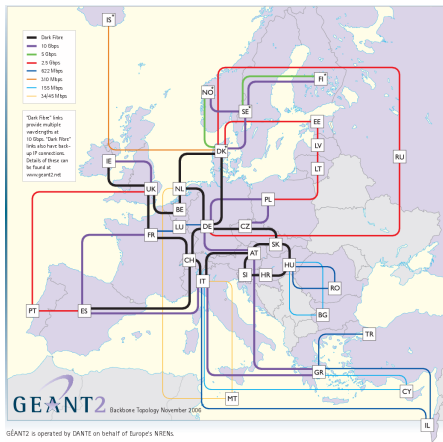 IS*
Dark Fibre
10 Gbps
5 Gbps
2.5 Gbps
622 Mbps
310 Mbps
155 Mbps
34/45 Mbps
"Dark Fibre" links
provide multiple
wavelengths at
10 Gbps. "Dark Fibre"
links also have back-
up IP connections.
Details of these can
be found at
www.geant2.net
NO*
SE*
FI*
EE
LV
LT
RU
DK*
IE
UK
NL
BE
LU
FR
DE
PL
CZ
SK
CH
AT
HU
IT
SI
HR
RO
BG
PT
ES
TR
GR
CY
IL
MT
GÉANT2
Backbone Topology November 2006
GÉANT2 is operated by DANTE on behalf of Europe's NRENs.